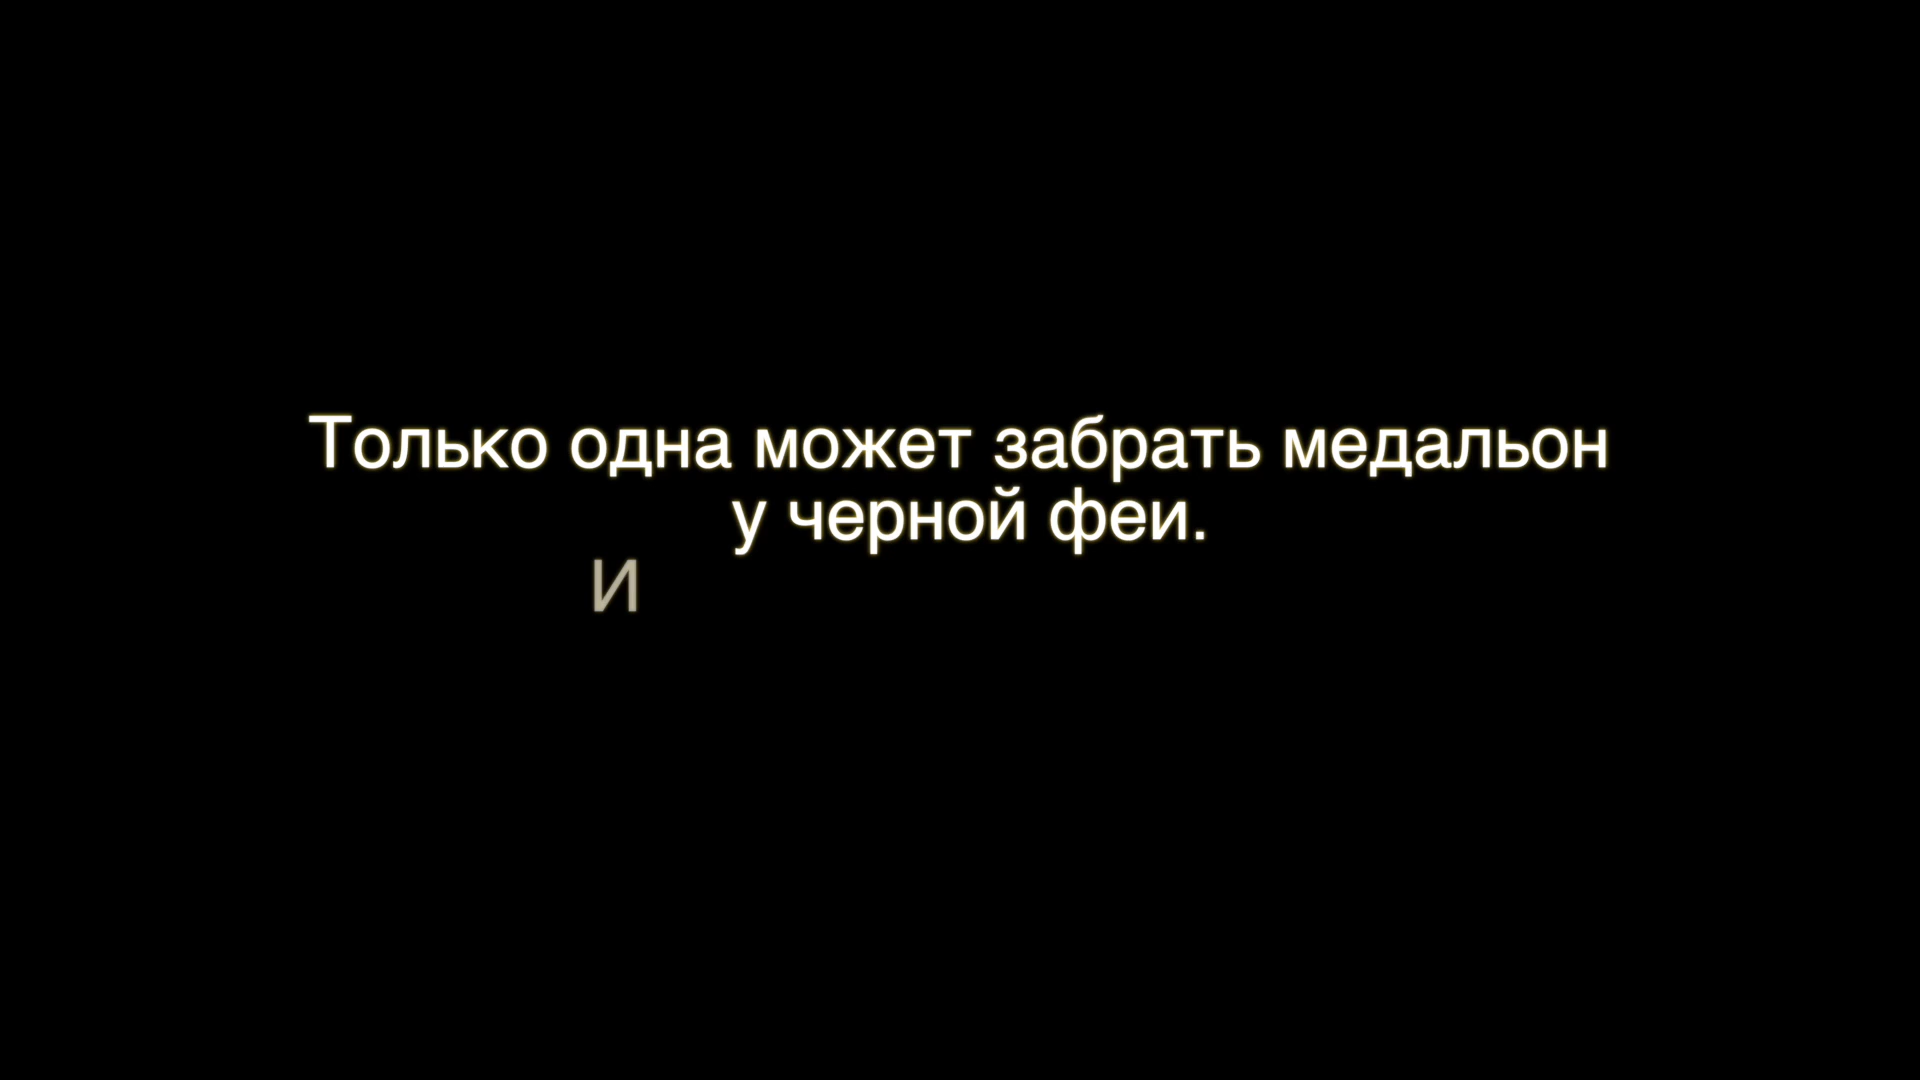 Только одна может забрать медальон
у черной феи.
И